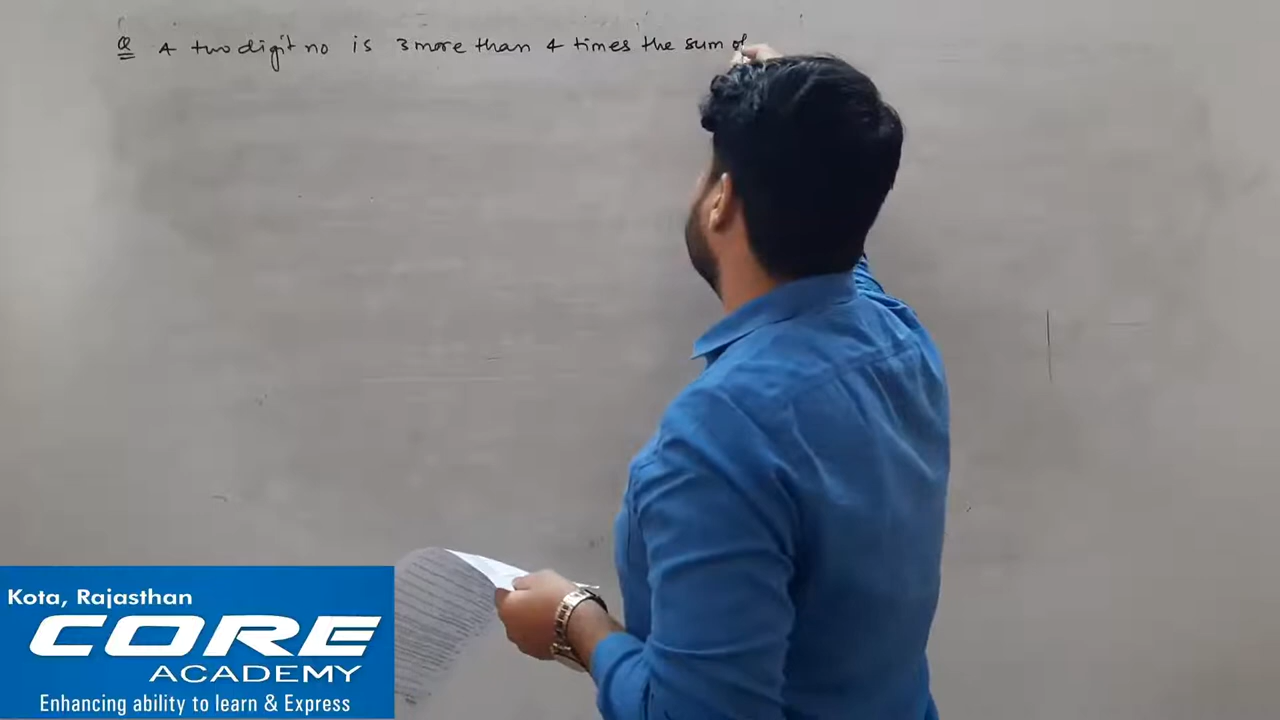 Q A two digit no is 3 more than 4 times the sum of
Kota, Rajasthan
CORE
ACADEMY
Enhancing ability to learn & Express